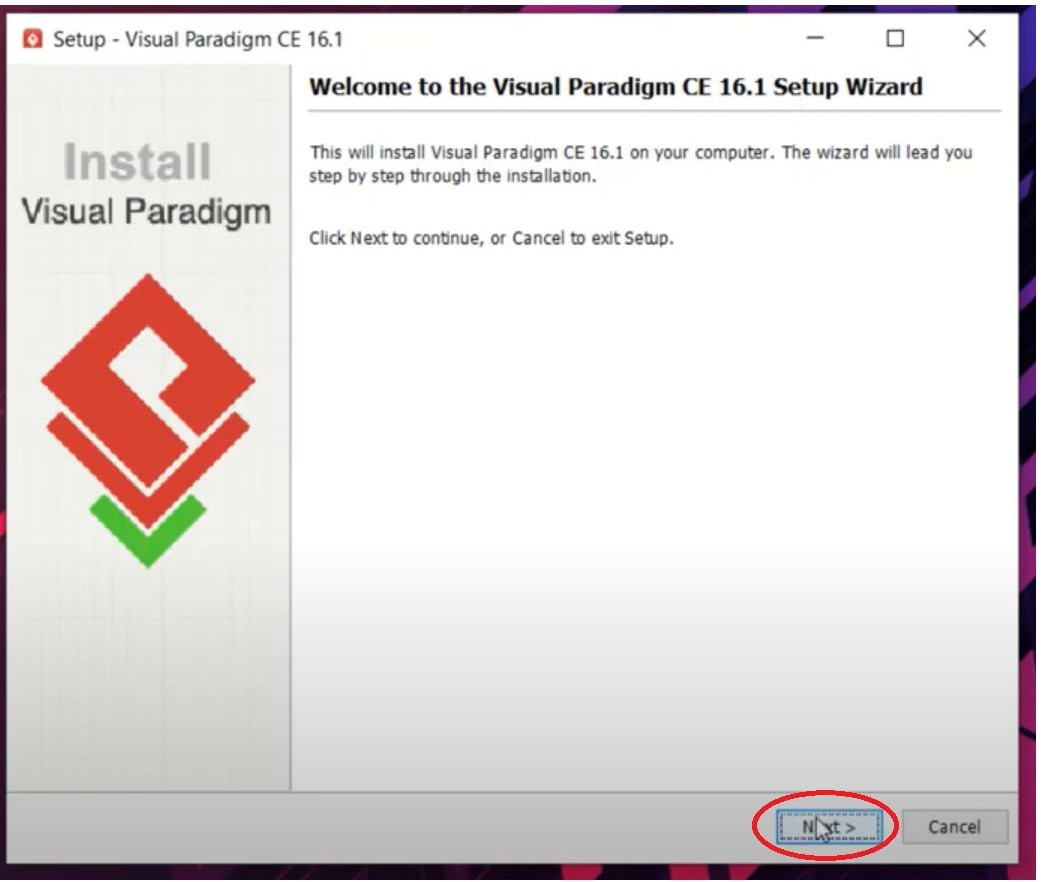 Setup - Visual Paradigm CE 16.1
Install
Visual Paradigm
Welcome to the Visual Paradigm CE 16.1 Setup Wizard
This will install Visual Paradigm CE 16.1 on your computer. The wizard will lead you
step by step through the installation.
Click Next to continue, or Cancel to exit Setup.
Next >
Cancel